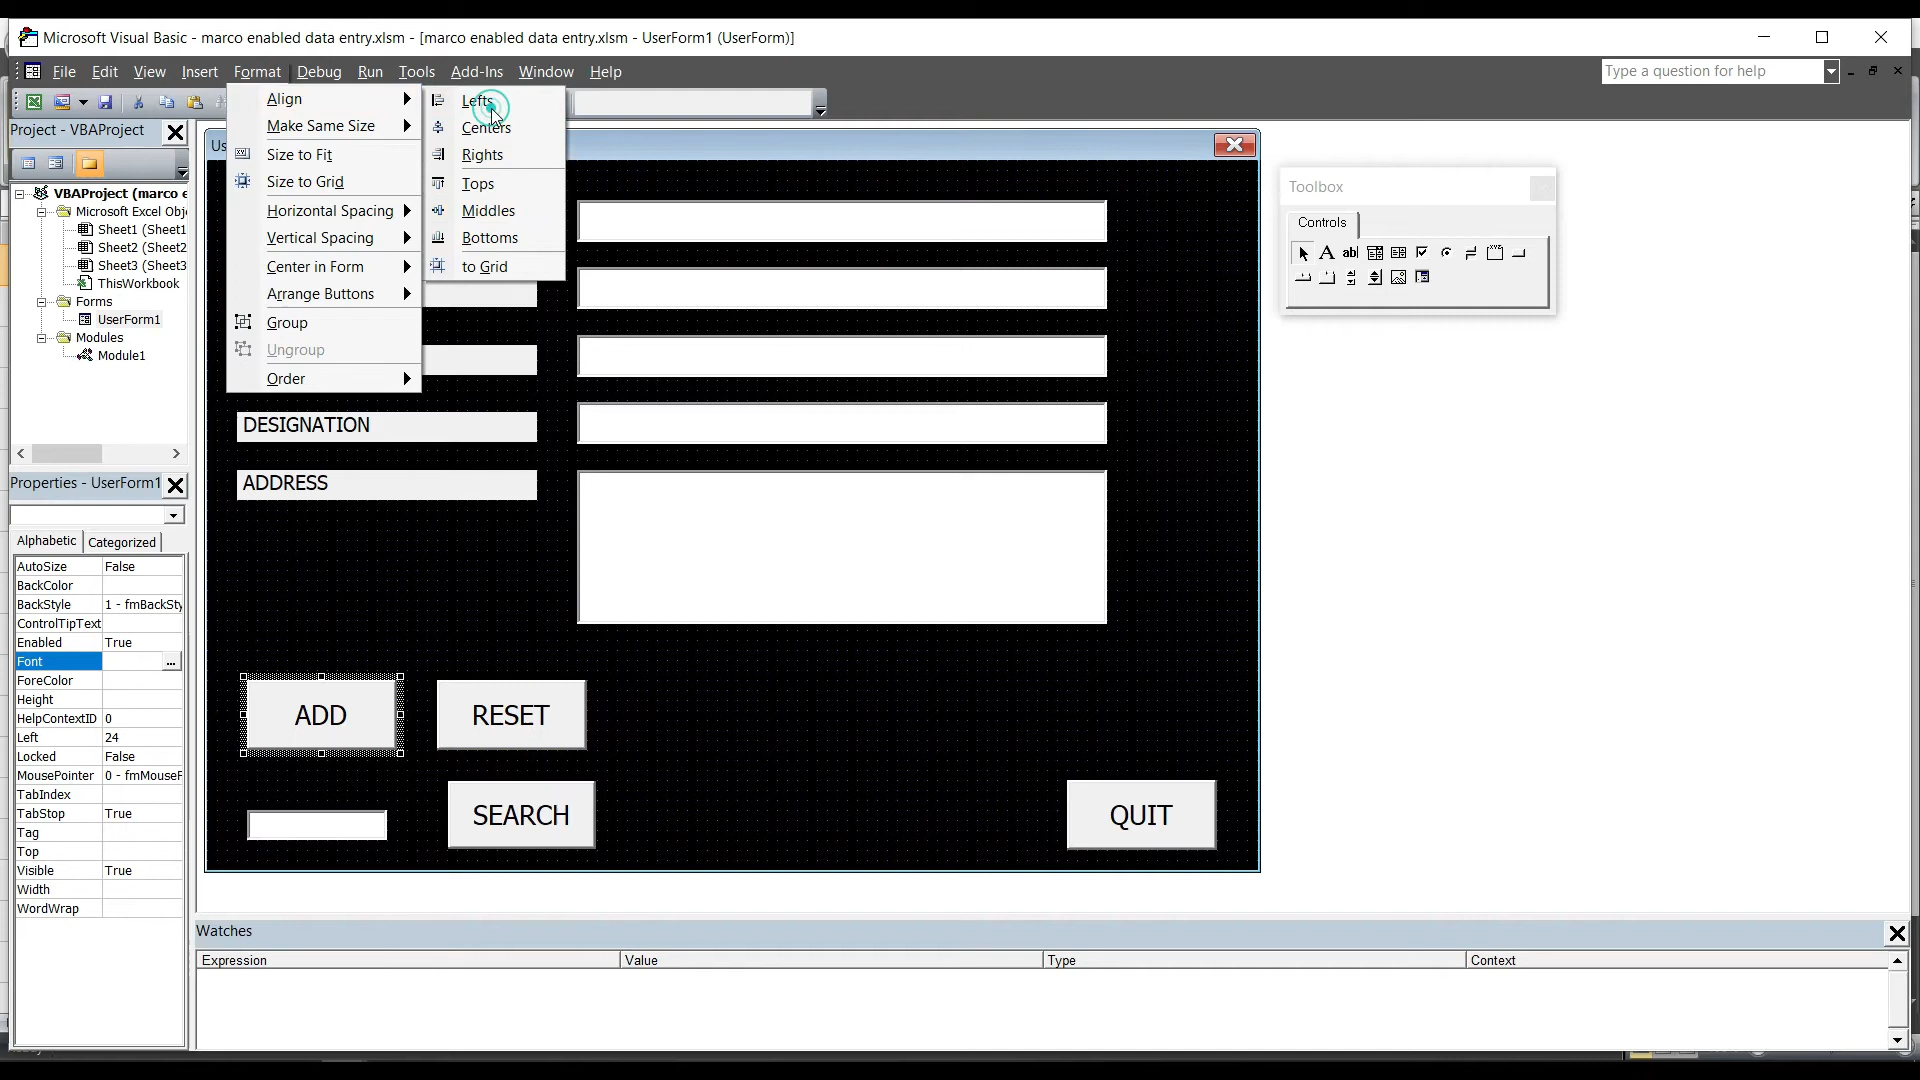 Microsoft Visual Basic - marco enabled data entry.xlsm - [marco enabled data entry.xlsm - UserForm1 (UserForm)]
File Edit View Insert Format Debug Run Tools Add-Ins Window Help
Type a question for help
Align
Make Same Size
Size to Fit
Size to Grid
Horizontal Spacing
Vertical Spacing
Center in Form
Arrange Buttons
Group
Ungroup
Order
Lefts
Centers
Rights
Tops
Middles
Bottoms
to Grid
Project - VBAProject
VBAProject (marco e
Microsoft Excel Obj
Sheet1 (Sheet1
Sheet2 (Sheet2
Sheet3 (Sheet3
ThisWorkbook
Forms
UserForm1
Modules
Module1
Us
DESIGNATION
ADDRESS
ADD
RESET
SEARCH
QUIT
Toolbox
Controls
A ab|
Properties - UserForm1
Alphabetic Categorized
AutoSize False
BackColor
BackStyle 1 - fmBackSty
ControlTipText
Enabled True
Font ...
ForeColor
Height
HelpContextID 0
Left 24
Locked False
MousePointer 0 - fmMouseP
TabIndex
TabStop True
Tag
Top
Visible True
Width
WordWrap
Watches
Expression Value Type Context